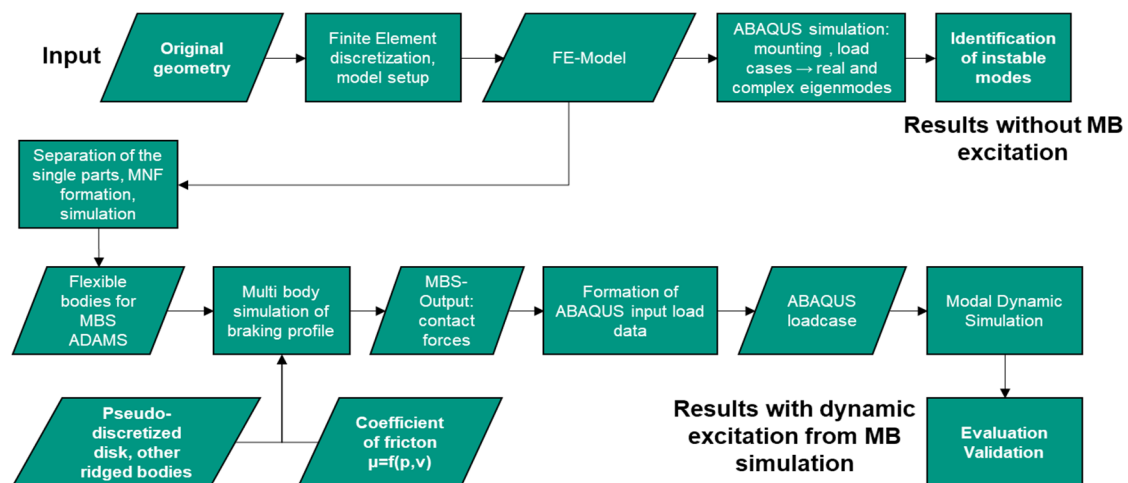 Input
Original
geometry
Finite Element
discretization,
model setup
FE-Model
ABAQUS simulation:
mounting , load
cases → real and
complex eigenmodes
Identification
of instable
modes
Results without MB
excitation
Separation of the
single parts, MNF
formation,
simulation
Flexible
bodies for
MBS
ADAMS
Multi body
simulation of
braking profile
MBS-
Output:
contact
forces
Formation of
ABAQUS input load
data
ABAQUS
loadcase
Modal Dynamic
Simulation
Pseudo-
discretized
disk, other
ridged bodies
Coefficient
of fricton
μ=f(p,v)
Results with dynamic
excitation from MB
simulation
Evaluation
Validation